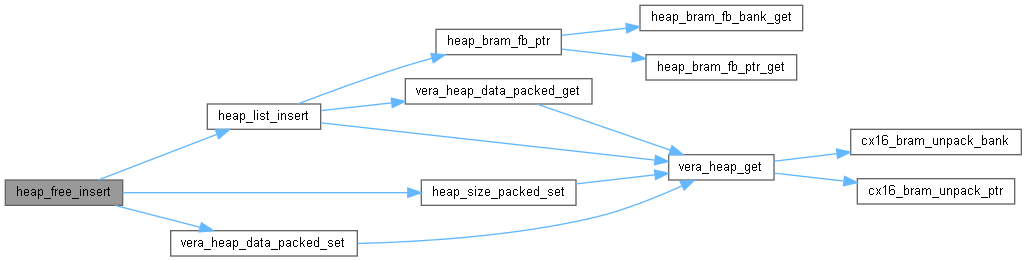 heap_free_insert
heap_list_insert
heap_bram_fb_ptr
heap_bram_fb_bank_get
heap_bram_fb_ptr_get
vera_heap_data_packed_get
vera_heap_get
cx16_bram_unpack_bank
cx16_bram_unpack_ptr
heap_size_packed_set
vera_heap_data_packed_set